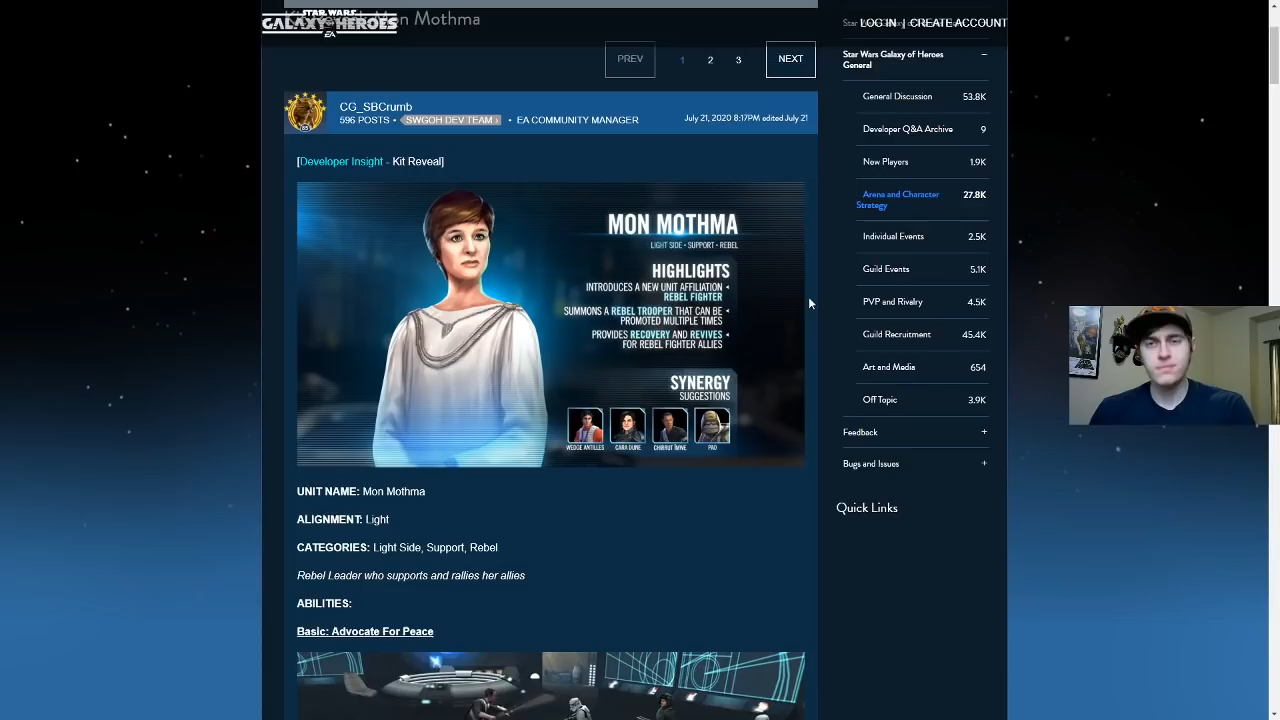 Mon Mothma
STAR WARS
GALAXY OF HEROES
EA
LOG IN | CREATE ACCOUNT
PREV
1
2
3
NEXT
CG_SBCrumb
596 POSTS • SWGOH DEV TEAM › • EA COMMUNITY MANAGER
July 21, 2020 8:17PM edited July 21
[Developer Insight - Kit Reveal]
MON MOTHMA
LIGHT SIDE • SUPPORT • REBEL
HIGHLIGHTS
INTRODUCES A NEW UNIT AFFILIATION
REBEL FIGHTER
SUMMONS A REBEL TROOPER THAT CAN BE
PROMOTED MULTIPLE TIMES
PROVIDES RECOVERY AND REVIVES
FOR REBEL FIGHTER ALLIES
SYNERGY
SUGGESTIONS
WEDGE ANTILLES
CARA DUNE
CHIRRUT ÎMWE
PAO
UNIT NAME: Mon Mothma
ALIGNMENT: Light
CATEGORIES: Light Side, Support, Rebel
Rebel Leader who supports and rallies her allies
ABILITIES:
Basic: Advocate For Peace
Star Wars Galaxy of Heroes
General
−
General Discussion 53.8K
Developer Q&A Archive 9
New Players 1.9K
Arena and Character
Strategy
27.8K
Individual Events 2.5K
Guild Events 5.1K
PVP and Rivalry 4.5K
Guild Recruitment 45.4K
Art and Media 654
Off Topic 3.9K
Feedback +
Bugs and Issues +
Quick Links